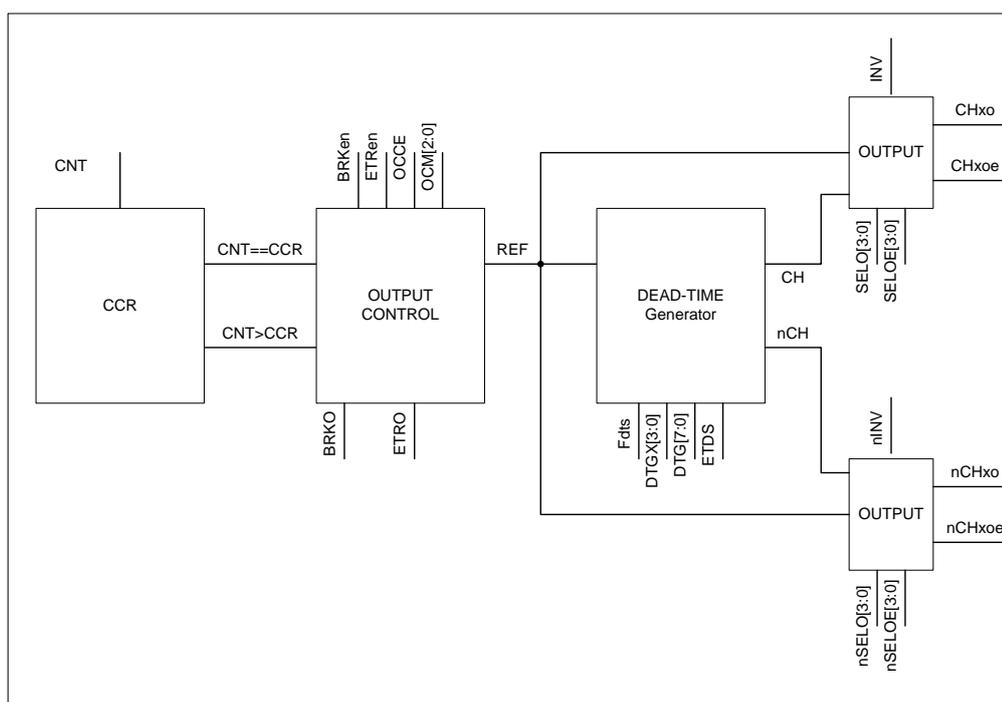 INV
CHxo
OUTPUT
CHxoe
SELO[3:0]
SELOE[3:0]
CNT
BRKen
ETRen
OCCE
OCM[2:0]
CCR
CNT==CCR
CNT>CCR
OUTPUT
CONTROL
REF
BRKO
ETRO
DEAD-TIME
Generator
CH
nCH
Fdts
DTGX[3:0]
DTG[7:0]
ETDS
nINV
nCHxo
OUTPUT
nCHxoe
nSELO[3:0]
nSELOE[3:0]